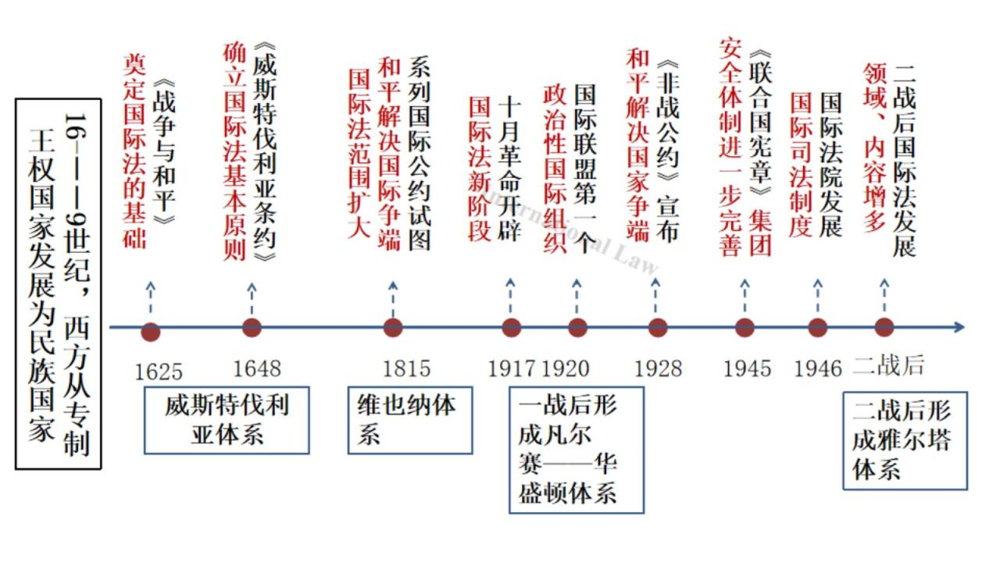 16———9世纪，西方从专制
王权国家发展为民族国家
《战争与和平》
奠定国际法的基础
《威斯特伐利亚条约》
确立国际法基本原则
系列国际公约试图
和平解决国际争端
国际法范围扩大
十月革命开辟
国际法新阶段
国际联盟第一个
政治性国际组织
《非战公约》宣布
和平解决国家争端
《联合国宪章》集团
安全体制进一步完善
国际法院发展
国际司法制度
二战后国际法发展
领域、内容增多
International Law
1625
1648
1815
1917
1920
1928
1945
1946
二战后
威斯特伐利
亚体系
维也纳体
系
一战后形
成凡尔
赛——华
盛顿体系
二战后形
成雅尔塔
体系